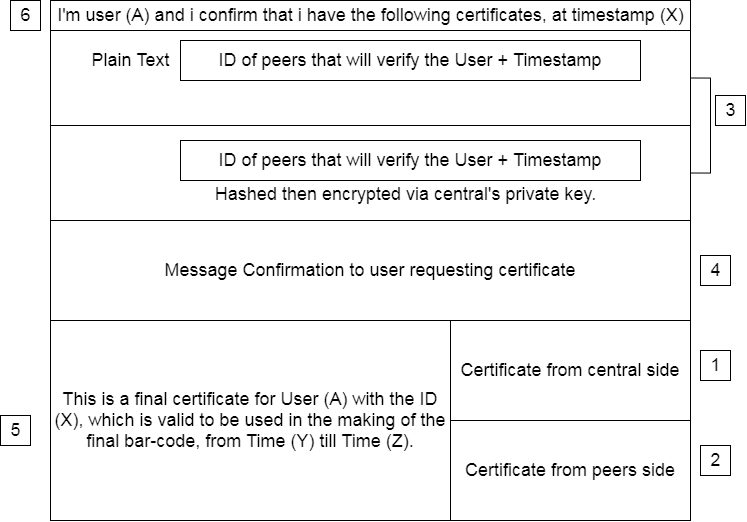 6
I'm user (A) and i confirm that i have the following certificates, at timestamp (X)
Plain Text
ID of peers that will verify the User + Timestamp
3
ID of peers that will verify the User + Timestamp
Hashed then encrypted via central's private key.
Message Confirmation to user requesting certificate
4
Certificate from central side
1
5
This is a final certificate for User (A) with the ID
(X), which is valid to be used in the making of the
final bar-code, from Time (Y) till Time (Z).
Certificate from peers side
2